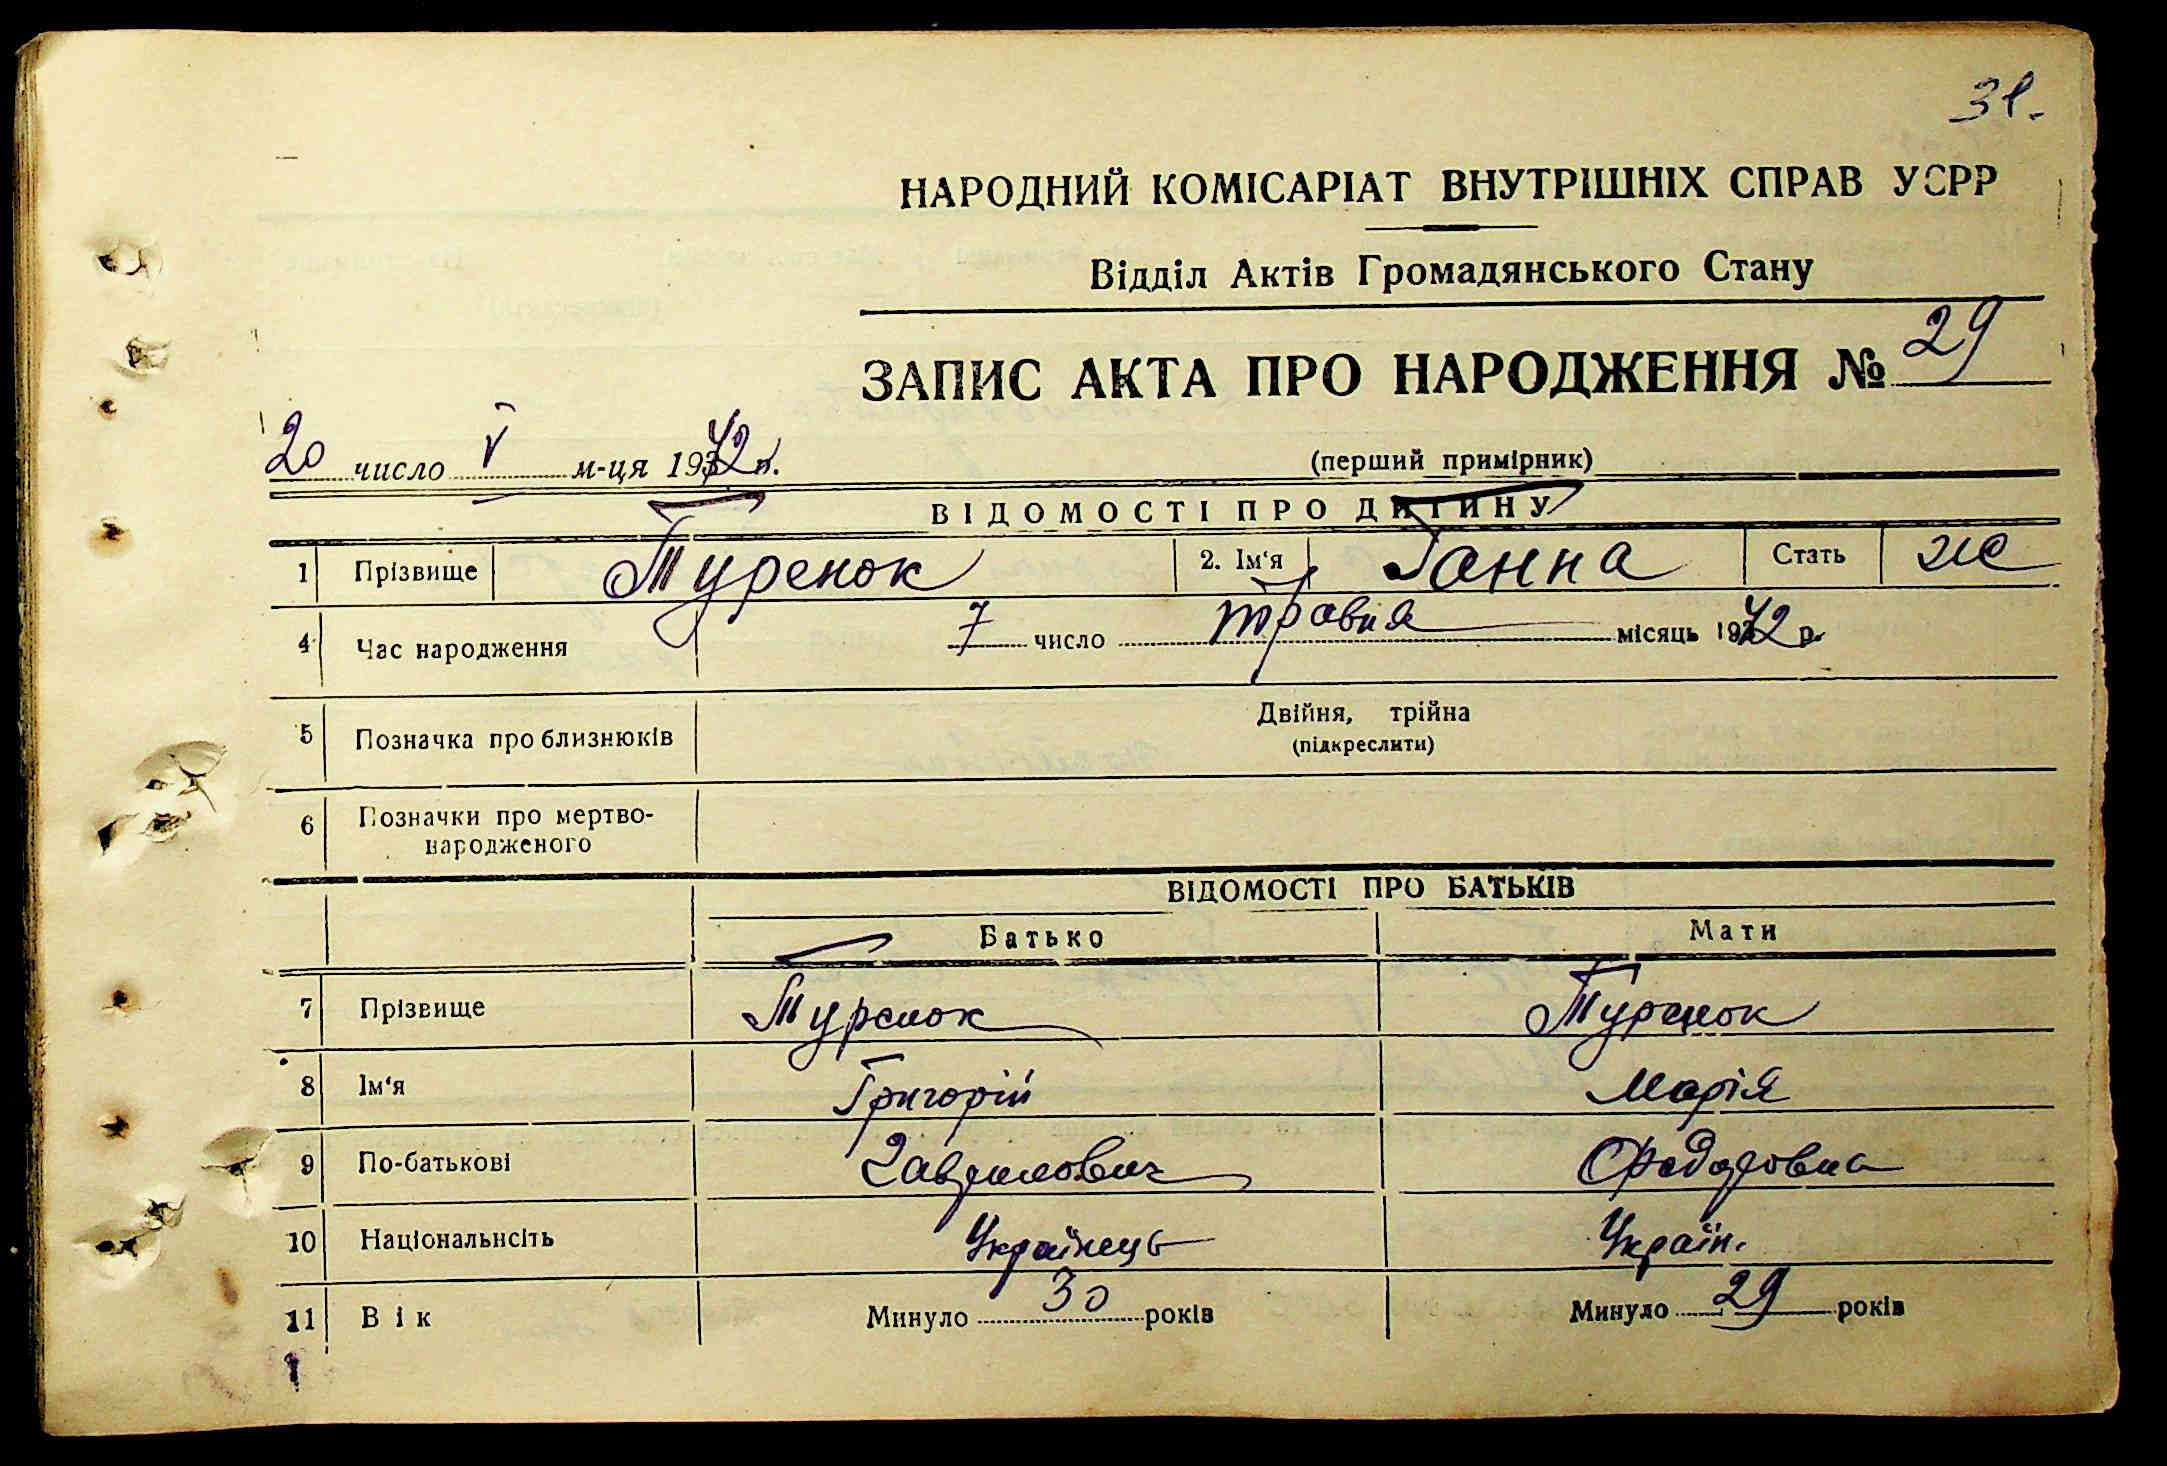 31.
НАРОДНИЙ КОМІСАРІАТ ВНУТРІШНІХ СПРАВ УСРР
Відділ Актів Громадянського Стану
ЗАПИС АКТА ПРО НАРОДЖЕННЯ № 29
20 число V м-ця 1942 р.
(перший примірник)
ВІДОМОСТІ ПРО ДИТИНУ
1 Прізвище Туренок 2. Ім'я Ганна Стать ж
4 Час народження 7 число травня місяць 1942 р.
5 Позначка про близнюків Двійня, трійна
(підкреслити)
6 Позначки про мертво-
народженого
ВІДОМОСТІ ПРО БАТЬКІВ
Батько Мати
7 Прізвище Туренок Туренок
8 Ім'я Григорій Марія
9 По-батькові Гаврилович Федоровна
10 Національнсіть Українець Україн.
11 Вік Минуло 30 років Минуло 29 років